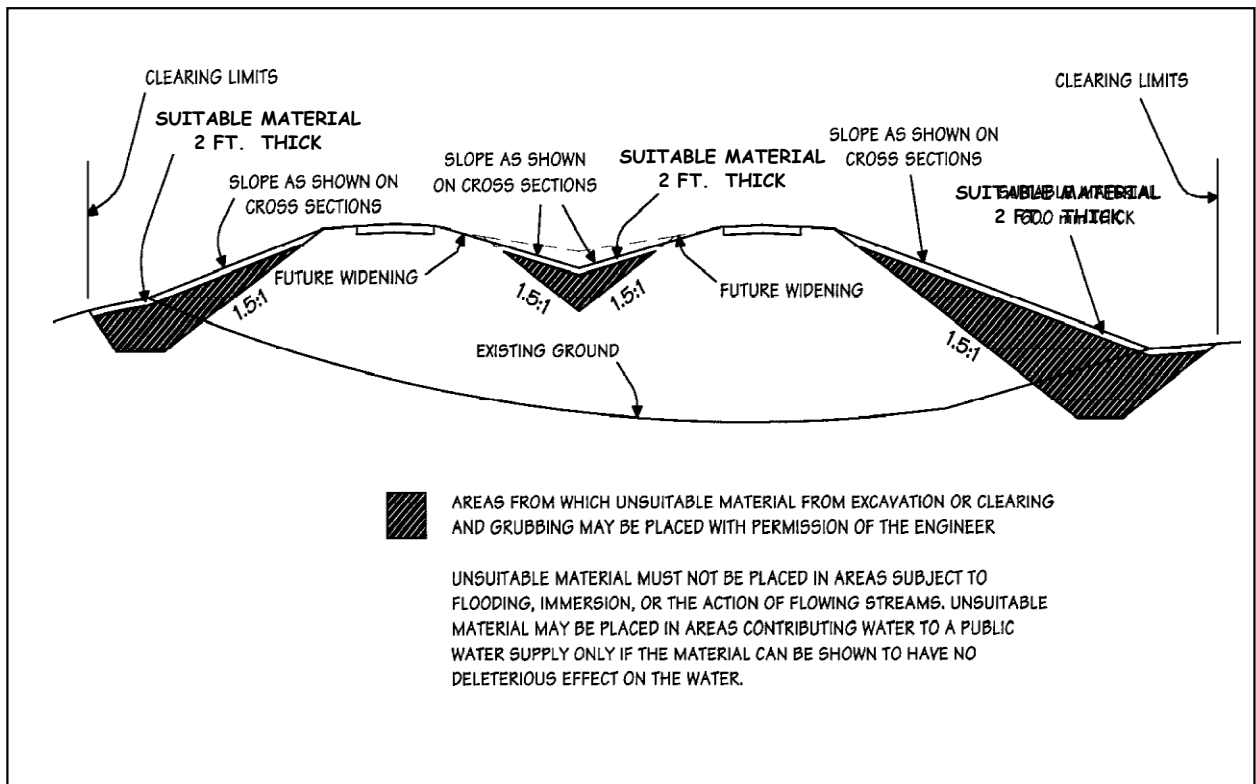 CLEARING LIMITS
SUITABLE MATERIAL
2 FT. THICK
SLOPE AS SHOWN ON
CROSS SECTIONS
SLOPE AS SHOWN
ON CROSS SECTIONS
SUITABLE MATERIAL
2 FT. THICK
SLOPE AS SHOWN ON
CROSS SECTIONS
CLEARING LIMITS
SUITABLE MATERIAL
2 FT. THICK
FUTURE WIDENING
FUTURE WIDENING
1.5:1
1.5:1
1.5:1
1.5:1
EXISTING GROUND
AREAS FROM WHICH UNSUITABLE MATERIAL FROM EXCAVATION OR CLEARING
AND GRUBBING MAY BE PLACED WITH PERMISSION OF THE ENGINEER
UNSUITABLE MATERIAL MUST NOT BE PLACED IN AREAS SUBJECT TO
FLOODING, IMMERSION, OR THE ACTION OF FLOWING STREAMS. UNSUITABLE
MATERIAL MAY BE PLACED IN AREAS CONTRIBUTING WATER TO A PUBLIC
WATER SUPPLY ONLY IF THE MATERIAL CAN BE SHOWN TO HAVE NO
DELETERIOUS EFFECT ON THE WATER.